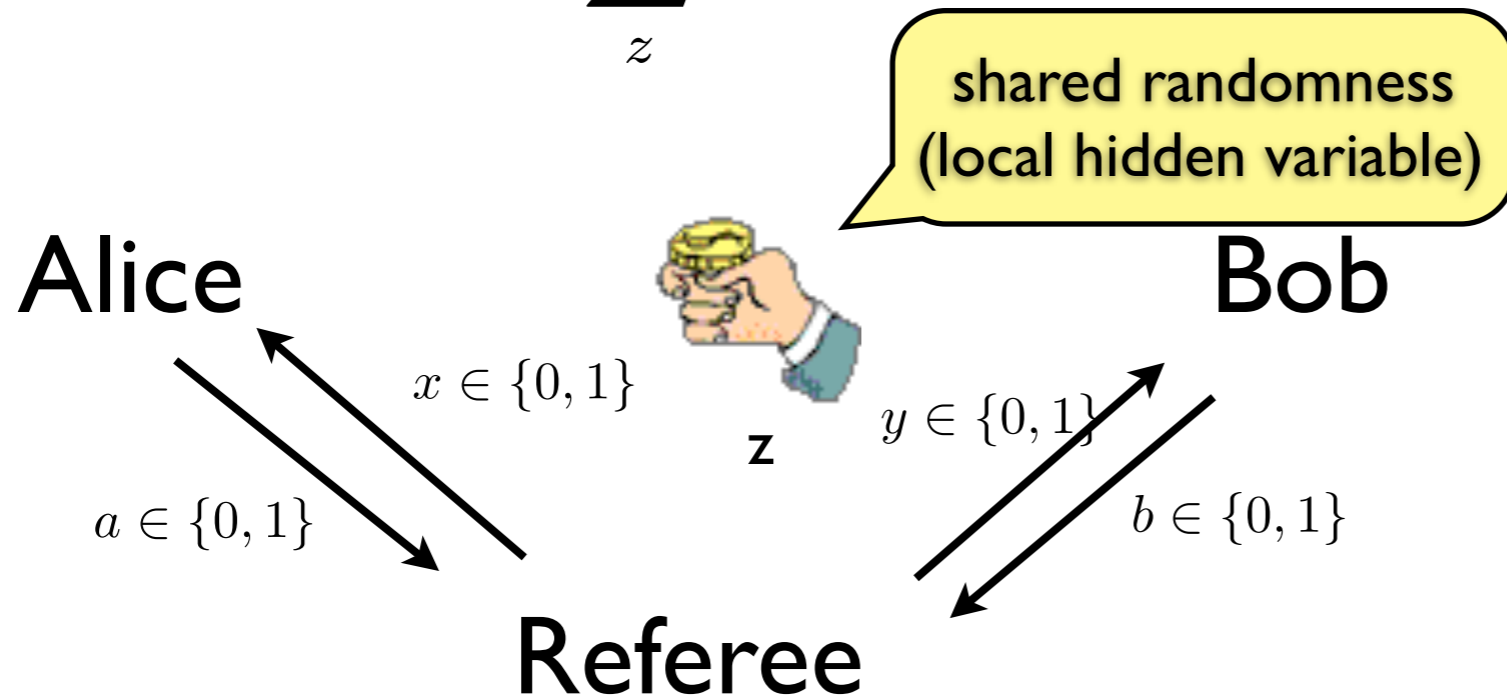 z
shared randomness
(local hidden variable)
Alice
Bob
x ∈ {0, 1}
y ∈ {0, 1}
z
a ∈ {0, 1}
b ∈ {0, 1}
Referee